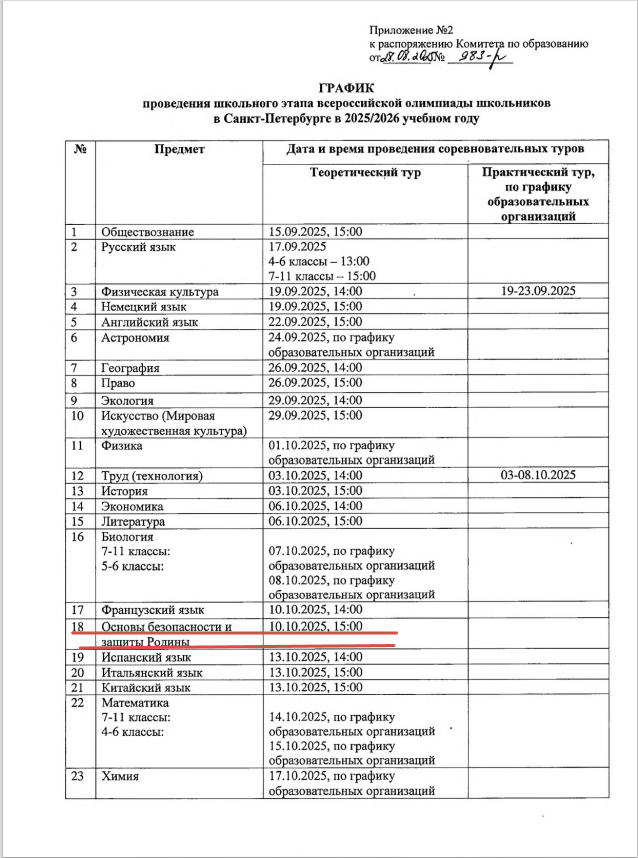 Приложение №2
к распоряжению Комитета по образованию
от 28.08.2025 № 983-р
ГРАФИК
проведения школьного этапа всероссийской олимпиады школьников
в Санкт-Петербурге в 2025/2026 учебном году
№ Предмет Дата и время проведения соревновательных туров
Теоретический тур Практический тур,
по графику
образовательных
организаций
1 Обществознание 15.09.2025, 15:00
2 Русский язык 17.09.2025
4-6 классы – 13:00
7-11 классы – 15:00
3 Физическая культура 19.09.2025, 14:00 19-23.09.2025
4 Немецкий язык 19.09.2025, 15:00
5 Английский язык 22.09.2025, 15:00
6 Астрономия 24.09.2025, по графику
образовательных организаций
7 География 26.09.2025, 14:00
8 Право 26.09.2025, 15:00
9 Экология 29.09.2025, 14:00
10 Искусство (Мировая 29.09.2025, 15:00
художественная культура)
11 Физика 01.10.2025, по графику
образовательных организаций
12 Труд (технология) 03.10.2025, 14:00 03-08.10.2025
13 История 03.10.2025, 15:00
14 Экономика 06.10.2025, 14:00
15 Литература 06.10.2025, 15:00
16 Биология
7-11 классы: 07.10.2025, по графику
5-6 классы: образовательных организаций
08.10.2025, по графику
образовательных организаций
17 Французский язык 10.10.2025, 14:00
18 Основы безопасности и 10.10.2025, 15:00
защиты Родины
19 Испанский язык 13.10.2025, 14:00
20 Итальянский язык 13.10.2025, 15:00
21 Китайский язык 13.10.2025, 15:00
22 Математика
7-11 классы: 14.10.2025, по графику
4-6 классы: образовательных организаций
15.10.2025, по графику
образовательных организаций
23 Химия 17.10.2025, по графику
образовательных организаций